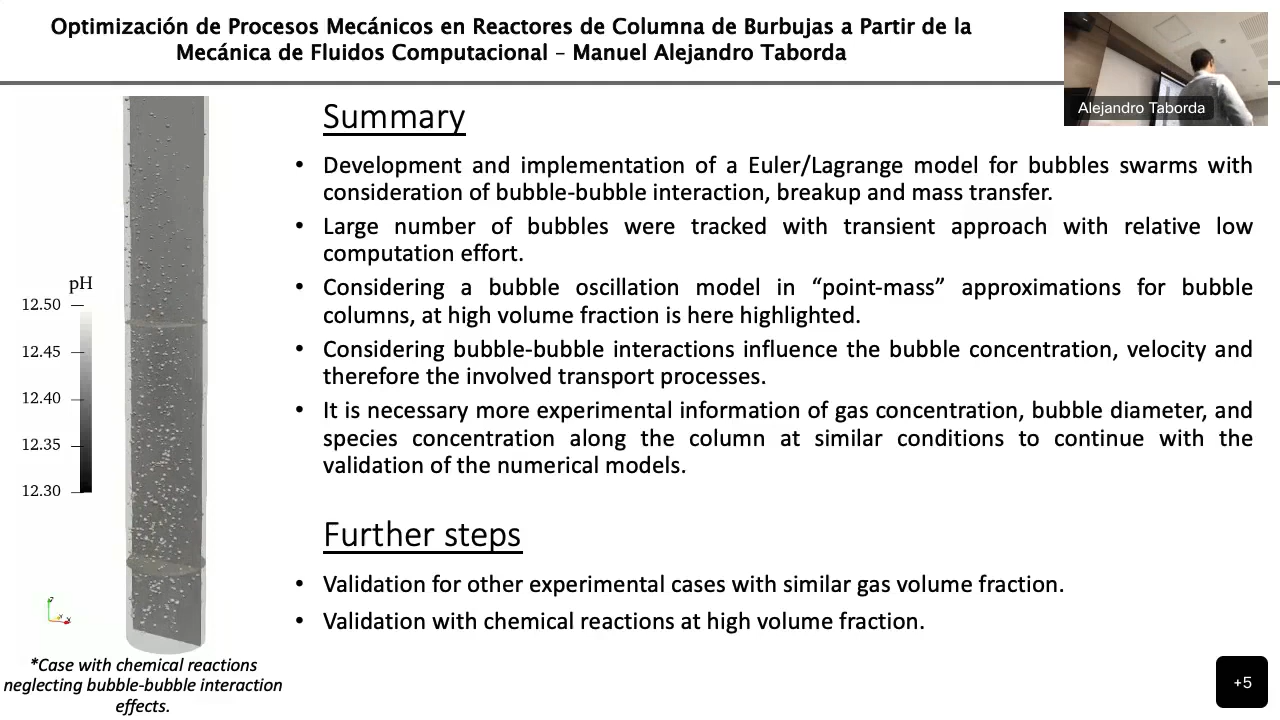 Optimización de Procesos Mecánicos en Reactores de Columna de Burbujas a Partir de la
Mecánica de Fluidos Computacional – Manuel Alejandro Taborda
Alejandro Taborda
Summary
• Development and implementation of a Euler/Lagrange model for bubbles swarms with
consideration of bubble-bubble interaction, breakup and mass transfer.
• Large number of bubbles were tracked with transient approach with relative low
computation effort.
• Considering a bubble oscillation model in “point-mass” approximations for bubble
columns, at high volume fraction is here highlighted.
• Considering bubble-bubble interactions influence the bubble concentration, velocity and
therefore the involved transport processes.
• It is necessary more experimental information of gas concentration, bubble diameter, and
species concentration along the column at similar conditions to continue with the
validation of the numerical models.
Further steps
• Validation for other experimental cases with similar gas volume fraction.
• Validation with chemical reactions at high volume fraction.
pH
12.50
12.45
12.40
12.35
12.30
*Case with chemical reactions
neglecting bubble-bubble interaction
effects.
+5